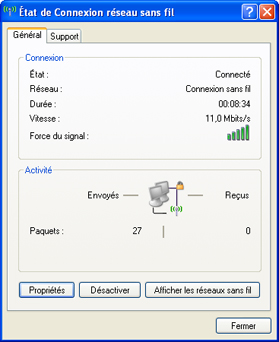 État de Connexion réseau sans fil
Général
Support
Connexion
État : Connecté
Réseau : Connexion sans fil
Durée : 00:08:34
Vitesse : 11,0 Mbits/s
Force du signal :
Activité
Envoyés — — Reçus
Paquets : 27 | 0
Propriétés
Désactiver
Afficher les réseaux sans fil
Fermer